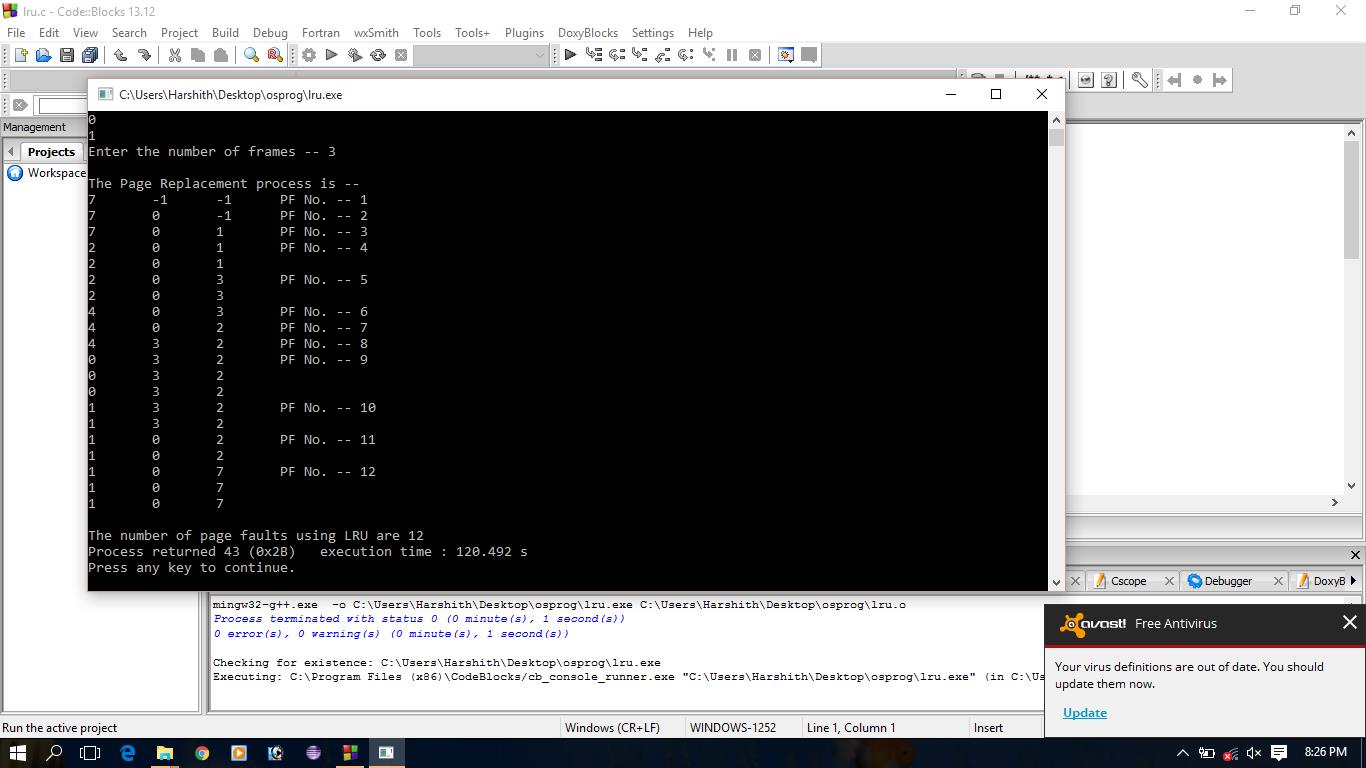 lru.c - Code::Blocks 13.12
File Edit View Search Project Build Debug Fortran wxSmith Tools Tools+ Plugins DoxyBlocks Settings Help
C:\Users\Harshith\Desktop\osprog\lru.exe
Management
Projects
Workspace
0
1
Enter the number of frames -- 3
The Page Replacement process is --
7 -1 -1 PF No. -- 1
7 0 -1 PF No. -- 2
7 0 1 PF No. -- 3
2 0 1 PF No. -- 4
2 0 1
2 0 3 PF No. -- 5
2 0 3
4 0 3 PF No. -- 6
4 0 2 PF No. -- 7
4 3 2 PF No. -- 8
0 3 2 PF No. -- 9
0 3 2
0 3 2
1 3 2 PF No. -- 10
1 3 2
1 0 2 PF No. -- 11
1 0 2
1 0 7 PF No. -- 12
1 0 7
1 0 7
The number of page faults using LRU are 12
Process returned 43 (0x2B) execution time : 120.492 s
Press any key to continue.
Cscope Debugger DoxyB
mingw32-g++.exe -o C:\Users\Harshith\Desktop\osprog\lru.exe C:\Users\Harshith\Desktop\osprog\lru.o
Process terminated with status 0 (0 minute(s), 1 second(s))
0 error(s), 0 warning(s) (0 minute(s), 1 second(s))
Checking for existence: C:\Users\Harshith\Desktop\osprog\lru.exe
Executing: C:\Program Files (x86)\CodeBlocks/cb_console_runner.exe "C:\Users\Harshith\Desktop\osprog\lru.exe" (in C:\Us
avast! Free Antivirus
Your virus definitions are out of date. You should
update them now.
Update
Run the active project Windows (CR+LF) WINDOWS-1252 Line 1, Column 1 Insert
8:26 PM